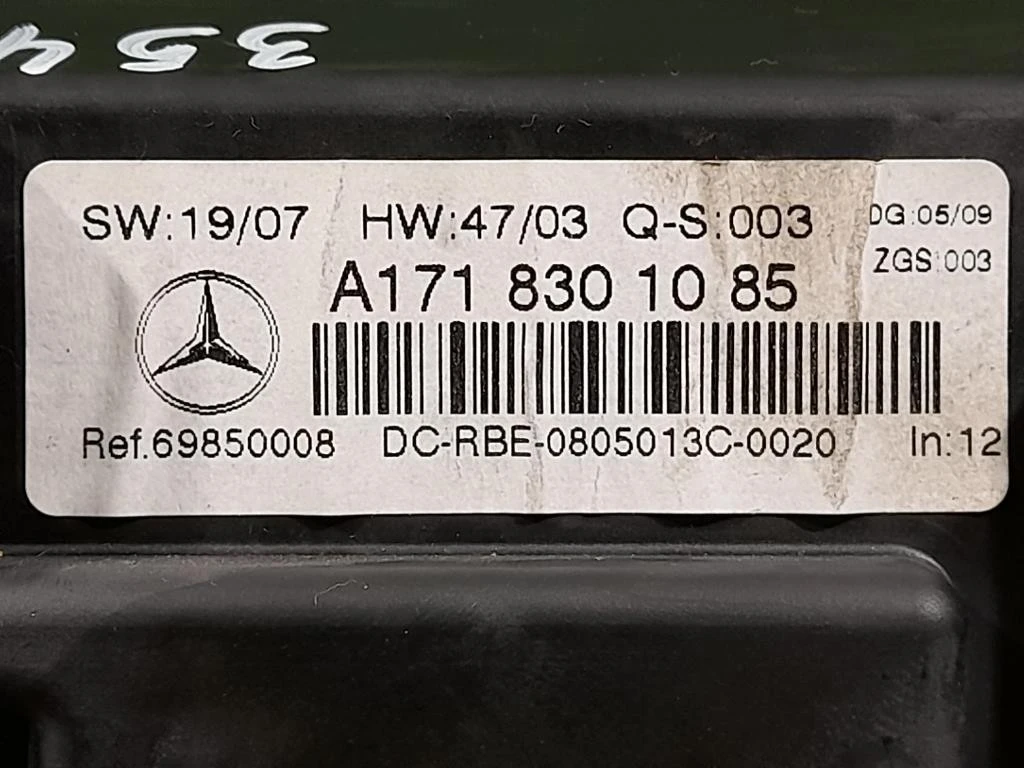 354
SW:19/07 HW:47/03 Q-S:003 DG:05/09
ZGS:003
A171 830 10 85
Ref.69850008 DC-RBE-0805013C-0020 In:12